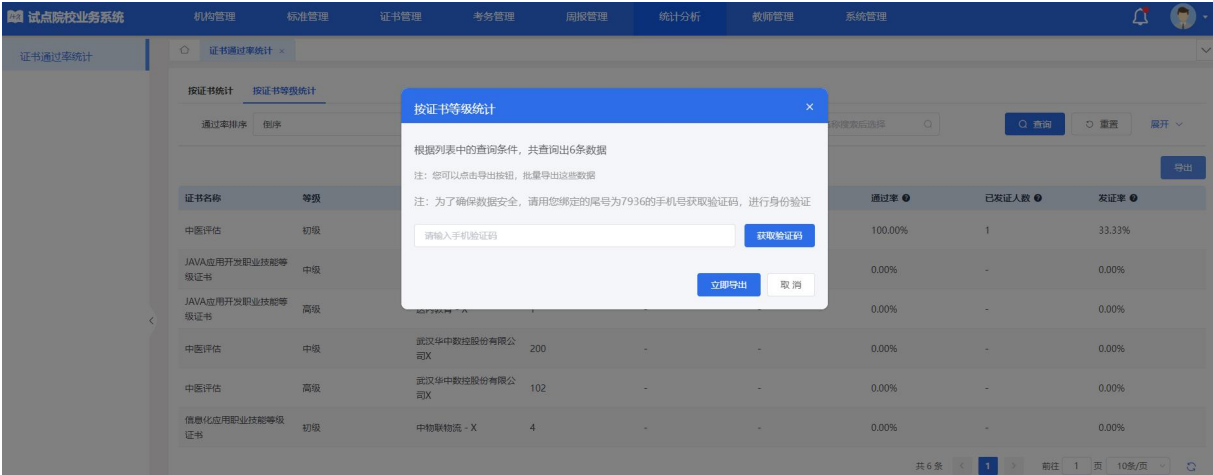 试点院校业务系统
机构管理 标准管理 证书管理 考务管理 周报管理 统计分析 教师管理 系统管理
证书通过率统计
证书通过率统计 ×
按证书统计 按证书等级统计
按证书等级统计 ×
通过率排序 倒序
查询 重置 展开
根据列表中的查询条件，共查询出6条数据
注：您可以点击导出按钮，批量导出这些数据
导出
证书名称 等级 通过率 已发证人数 发证率
注：为了确保数据安全，请用您绑定的尾号为7936的手机号获取验证码，进行身份验证
中医评估 初级 100.00% 1 33.33%
请输入手机验证码 获取验证码
JAVA应用开发职业技能等
级证书
中级 0.00% - 0.00%
立即导出 取 消
JAVA应用开发职业技能等
级证书
高级 0.00% - 0.00%
中医评估 中级 武汉华中数控股份有限公
司X
200 - - 0.00% - 0.00%
中医评估 高级 武汉华中数控股份有限公
司X
102 - - 0.00% - 0.00%
信息化应用职业技能等级
证书
初级 中物联物流 - X 4 - - 0.00% - 0.00%
共 6 条 1 前往 1 页 10条/页